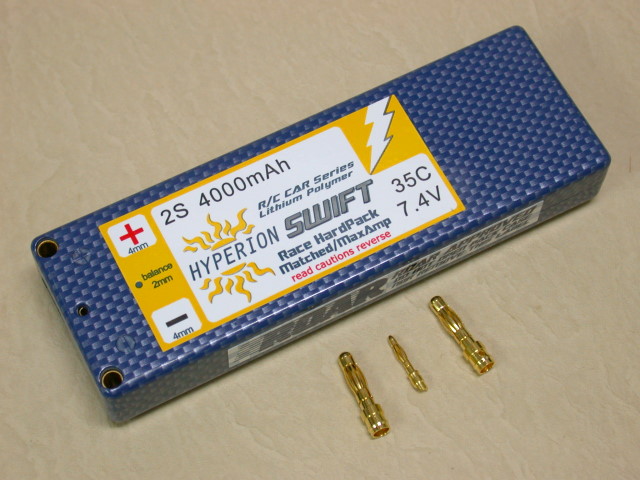 2S 4000mAh
+
4mm
balance
2mm
−
4mm
HYPERION
R/C CAR Series
Lithium Polymer
SWIFT
Race HardPack
Matched/MaxAmp
read cautions reverse
35C
7.4V
ROAR